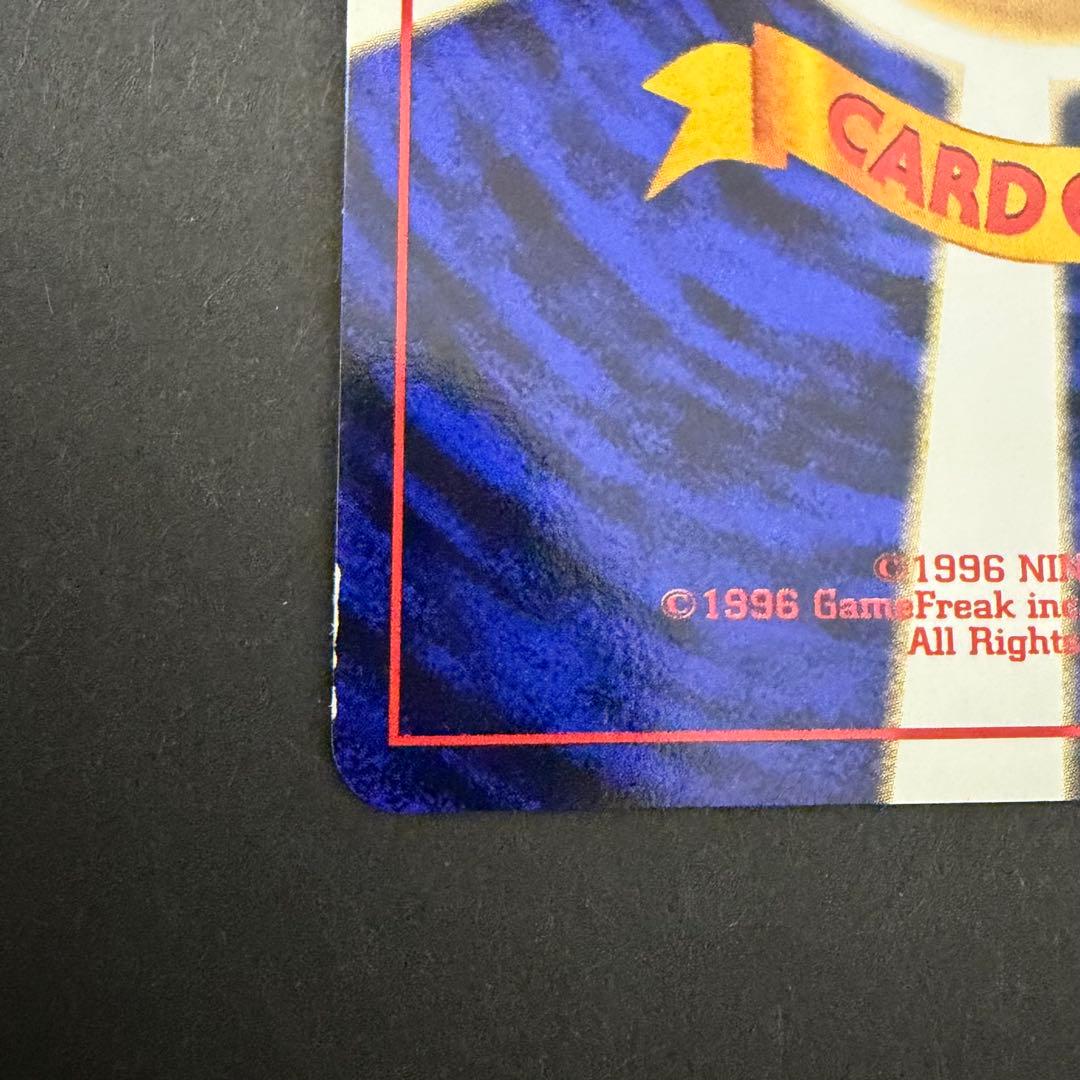 CARD
©1996 NIN
©1996 GameFreak inc
All Rights